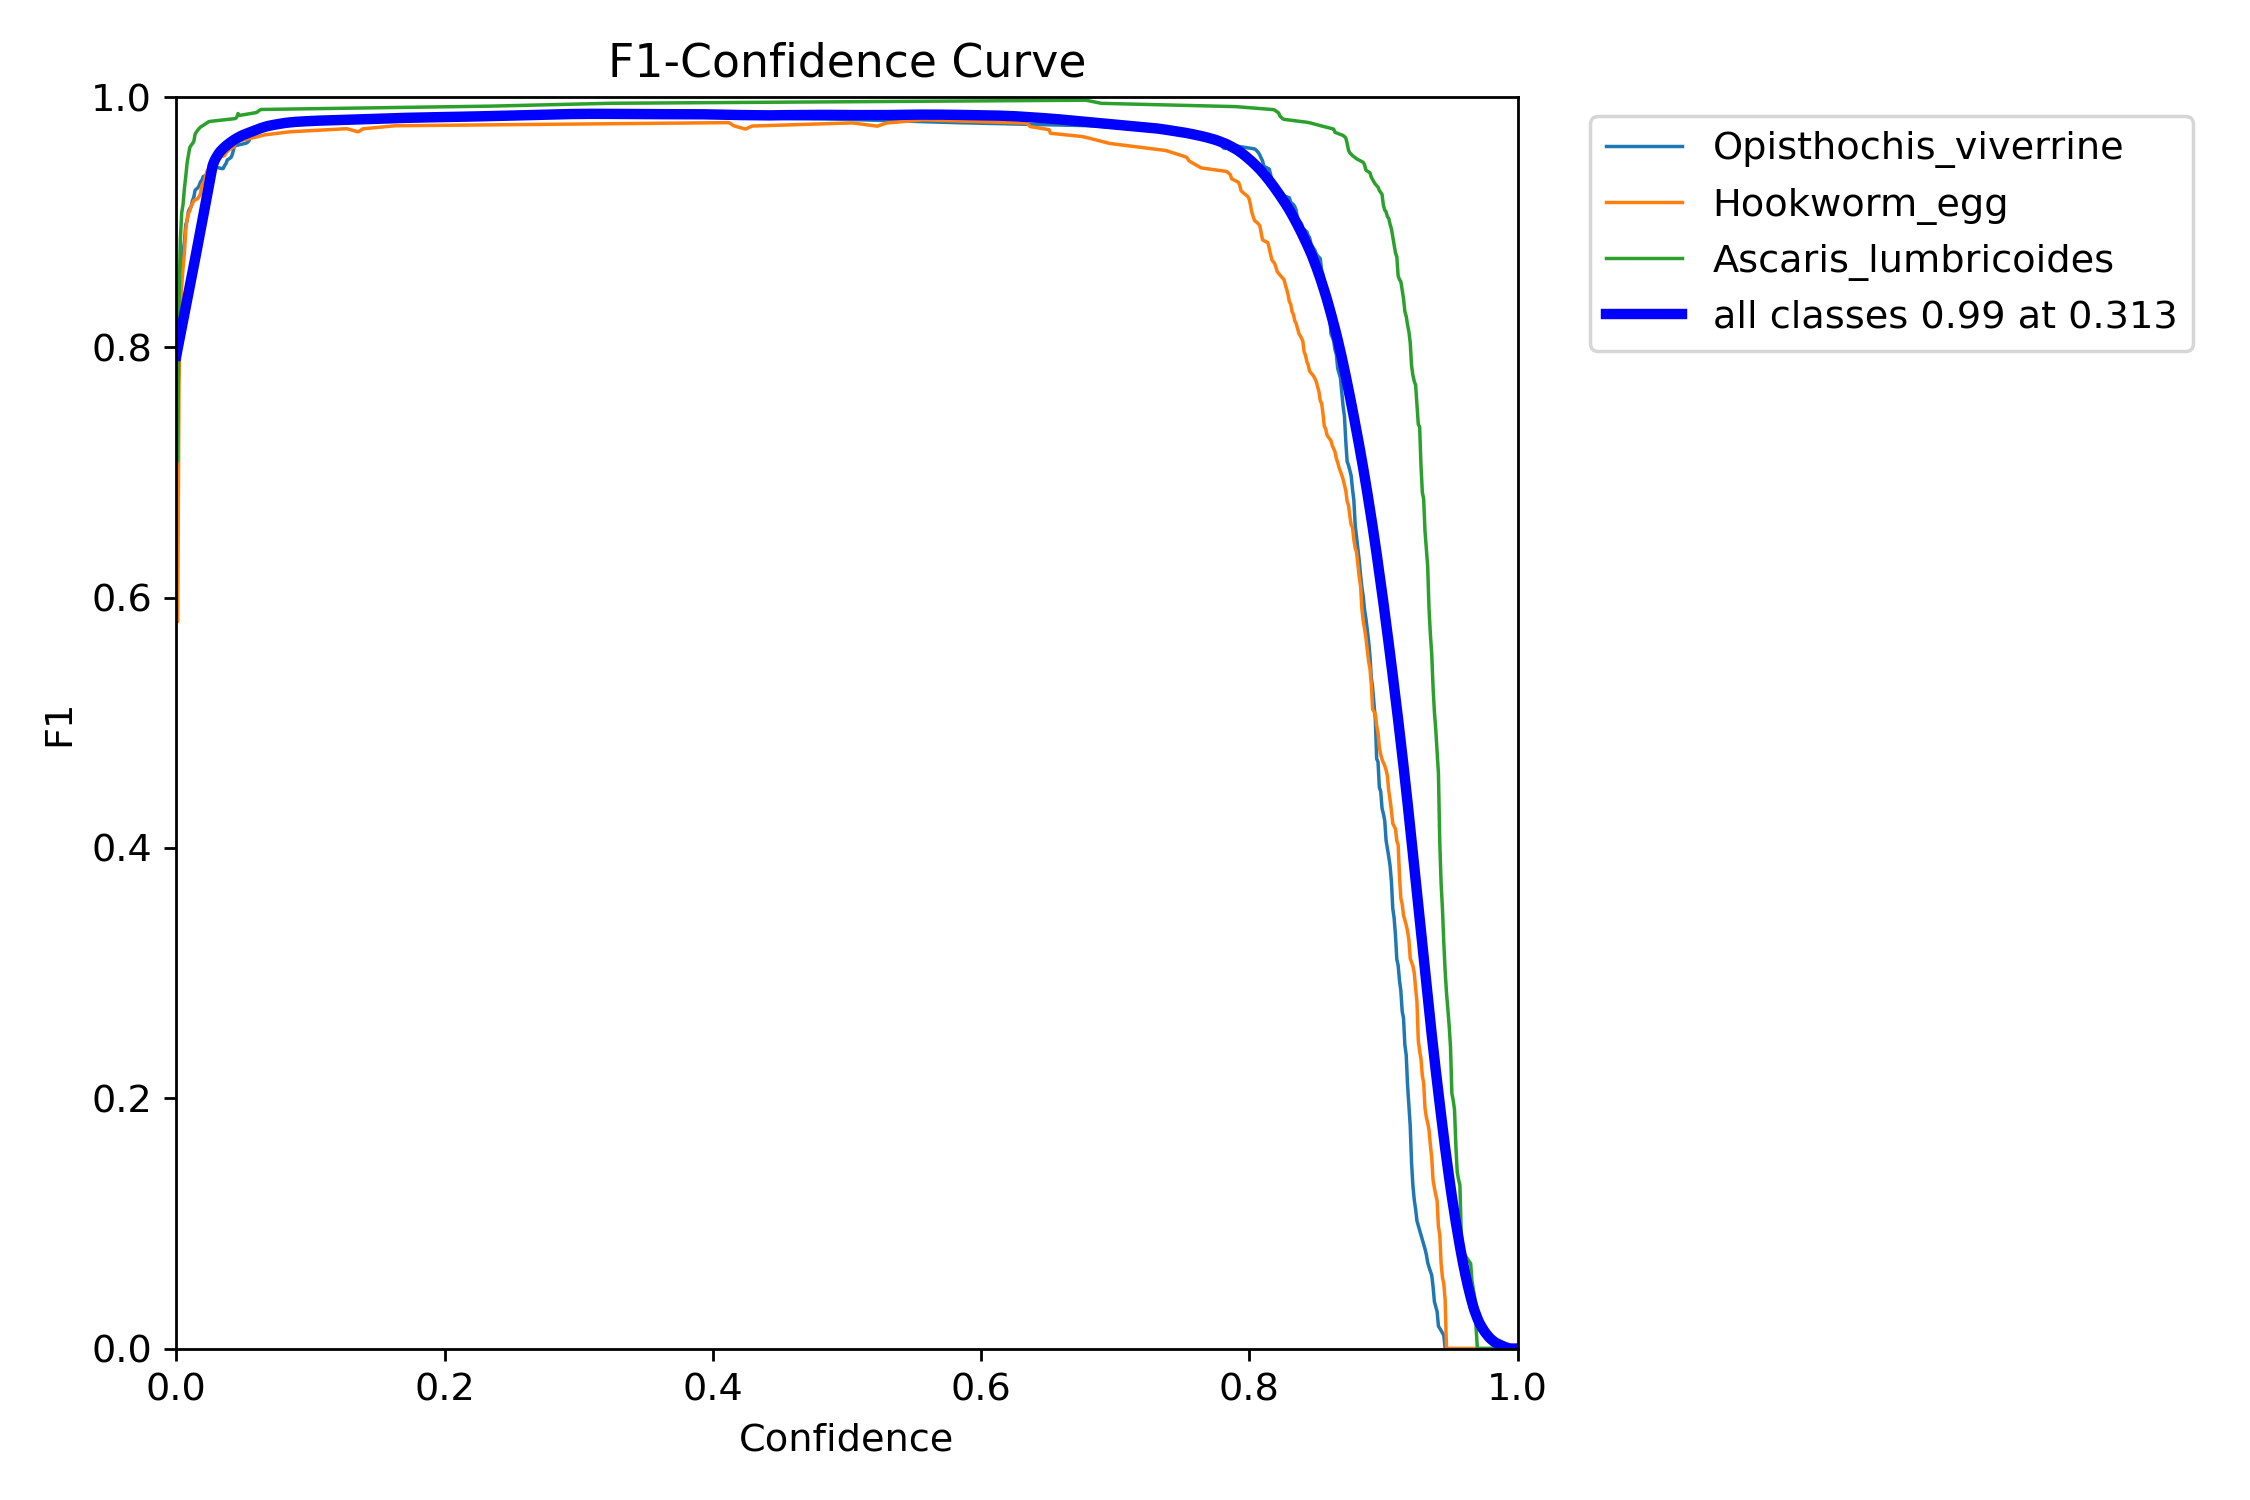 F1-Confidence Curve
1.0
0.8
0.6
0.4
0.2
0.0
F1
0.0 0.2 0.4 0.6 0.8 1.0
Confidence
Opisthochis_viverrine
Hookworm_egg
Ascaris_lumbricoides
all classes 0.99 at 0.313